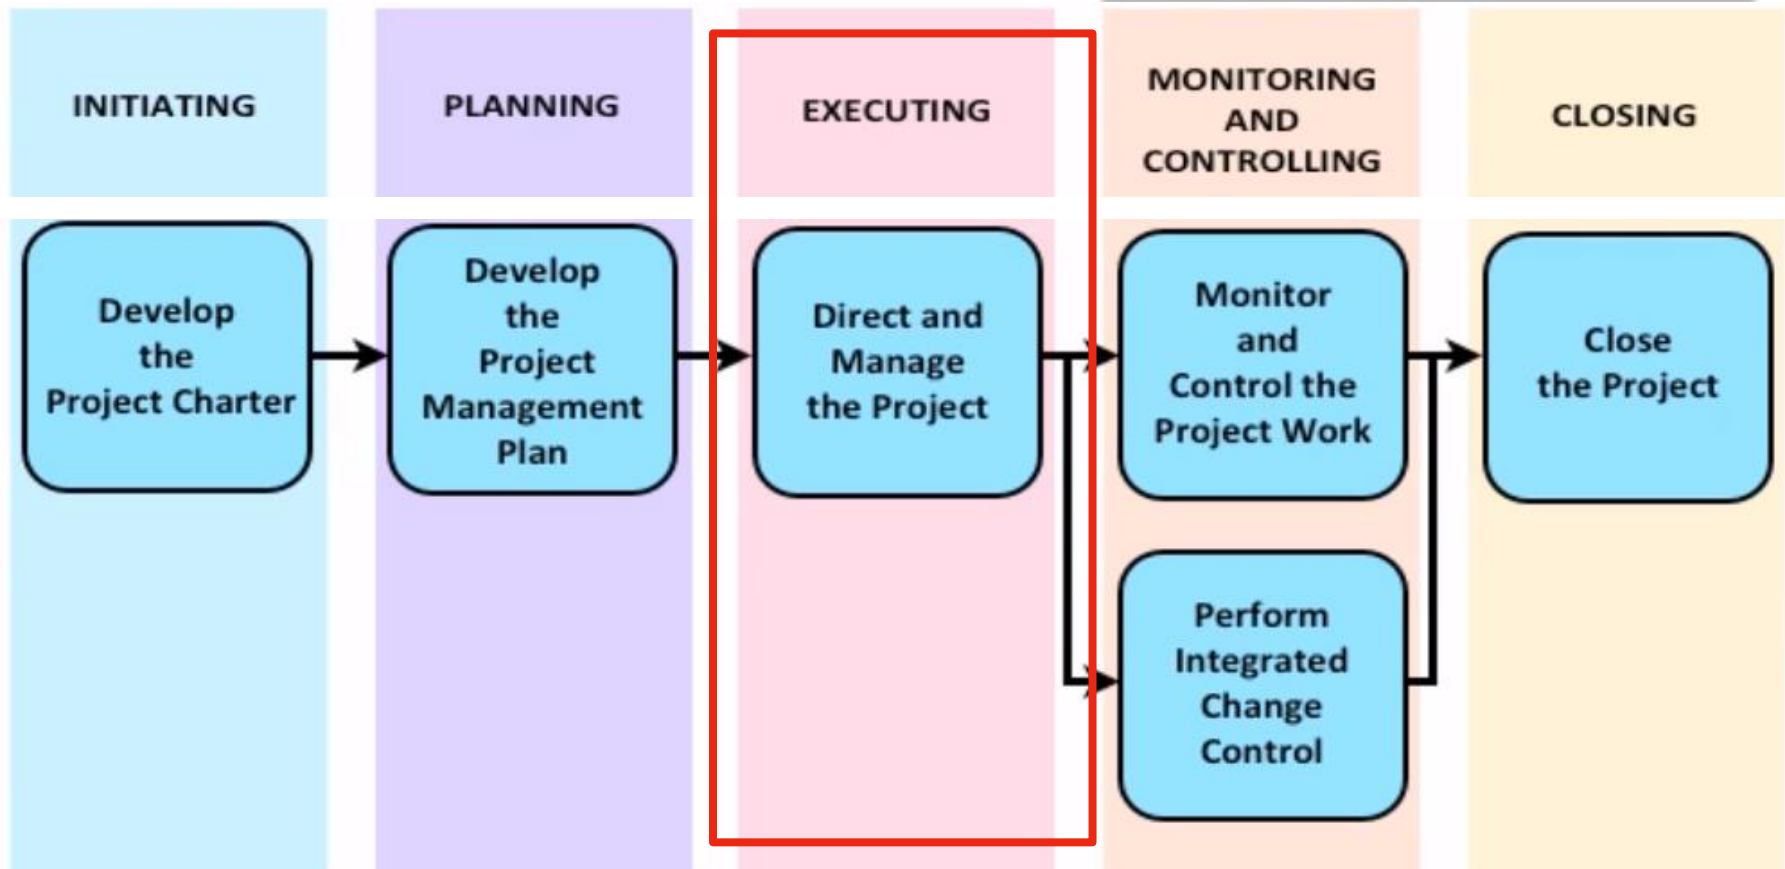 INITIATING
PLANNING
EXECUTING
MONITORING
AND
CONTROLLING
CLOSING
Develop
the
Project Charter
Develop
the
Project
Management
Plan
Direct and
Manage
the Project
Monitor
and
Control the
Project Work
Close
the Project
Perform
Integrated
Change
Control